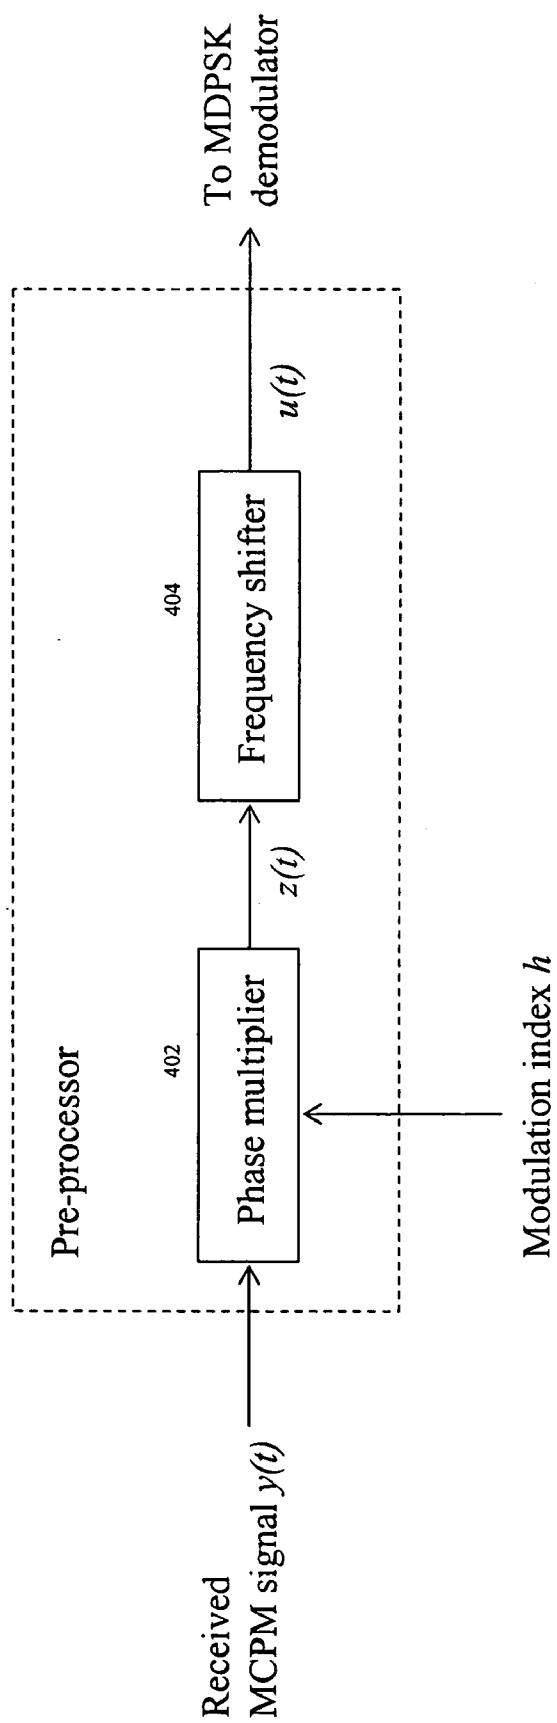 Pre-processor
Received
MCPM signal y(t)
402
Phase multiplier
Modulation index h
z(t)
404
Frequency shifter
u(t)
To MDPSK
demodulator